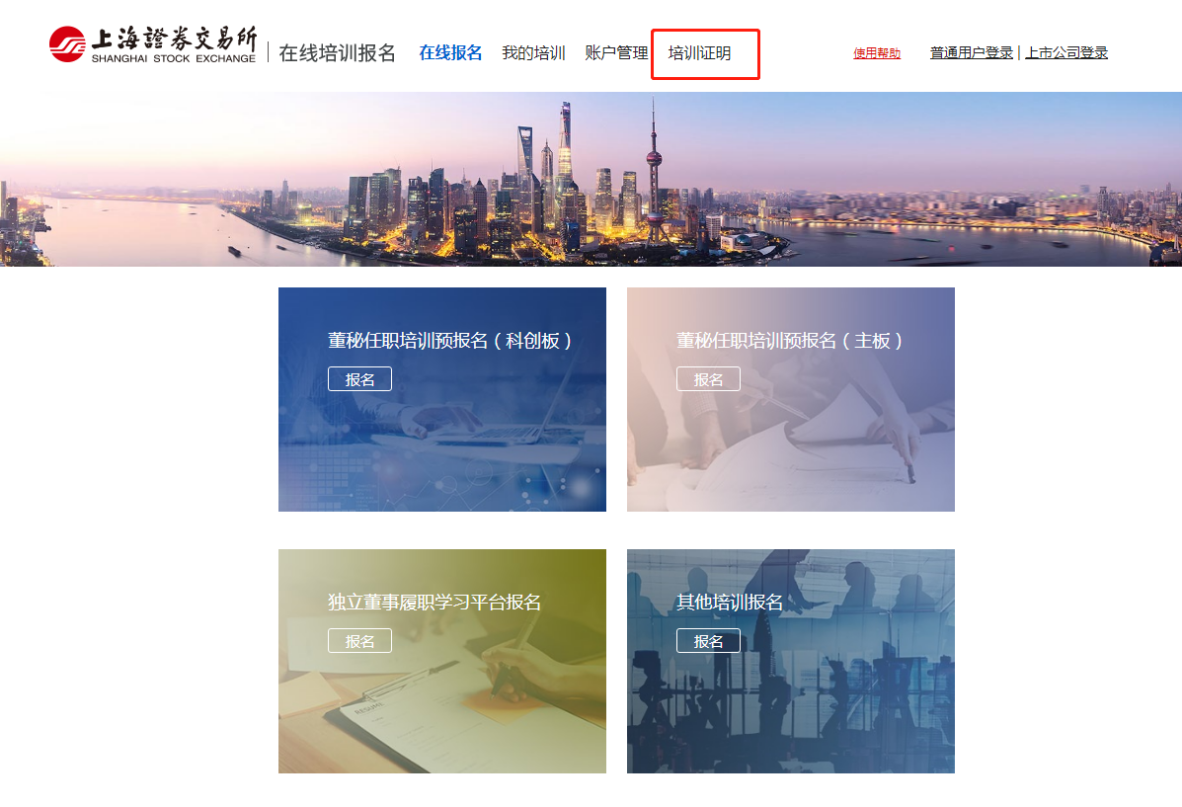 上海證券交易所
SHANGHAI STOCK EXCHANGE
在线培训报名 在线报名 我的培训 账户管理 培训证明 使用帮助 普通用户登录 | 上市公司登录
董秘任职培训预报名（科创板）
报名
董秘任职培训预报名（主板）
报名
独立董事履职学习平台报名
报名
RESUME
其他培训报名
报名